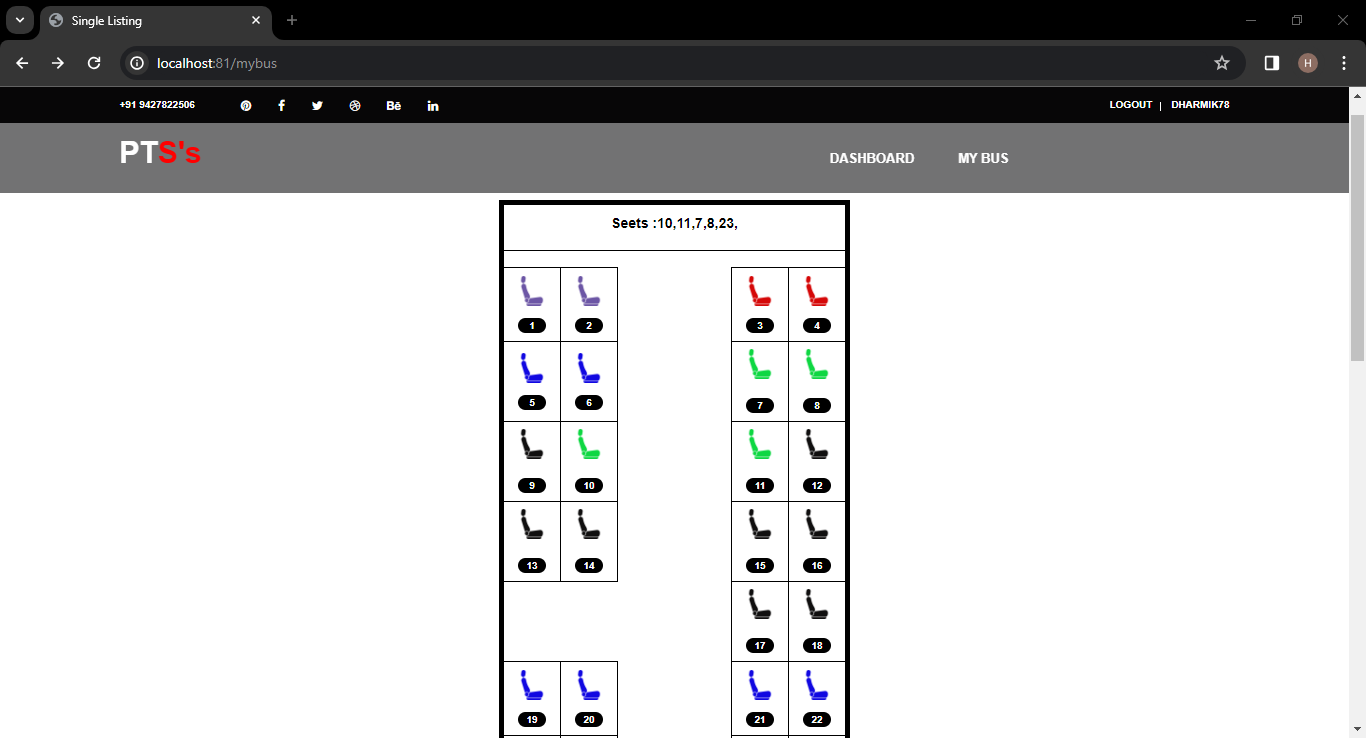 Single Listing
localhost:81/mybus
H
+91 9427822506
Bē
in
LOGOUT | DHARMIK78
PTS's
DASHBOARD MY BUS
Seets :10,11,7,8,23,
1 2 3 4
5 6 7 8
9 10 11 12
13 14 15 16
17 18
19 20 21 22